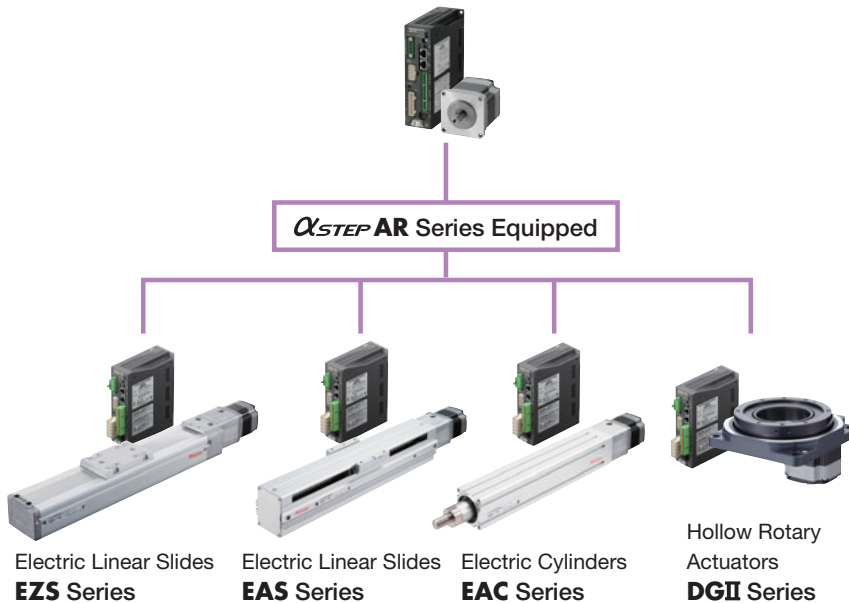 αSTEP AR Series Equipped
Electric Linear Slides
EZS Series
Electric Linear Slides
EAS Series
Electric Cylinders
EAC Series
Hollow Rotary
Actuators
DGII Series